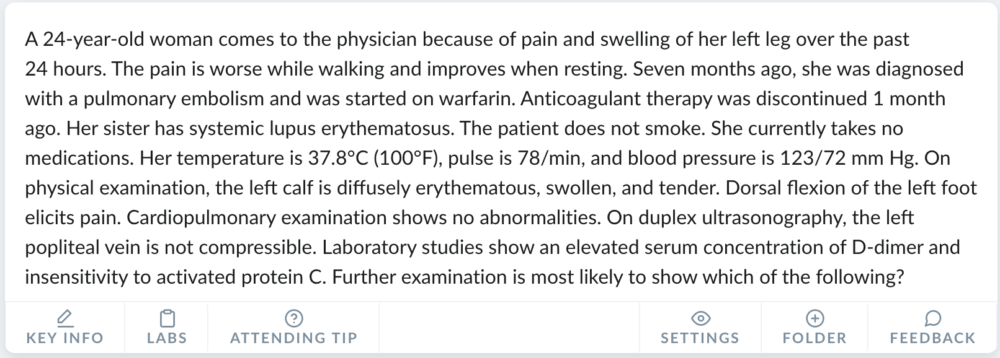 A 24-year-old woman comes to the physician because of pain and swelling of her left leg over the past
24 hours. The pain is worse while walking and improves when resting. Seven months ago, she was diagnosed
with a pulmonary embolism and was started on warfarin. Anticoagulant therapy was discontinued 1 month
ago. Her sister has systemic lupus erythematosus. The patient does not smoke. She currently takes no
medications. Her temperature is 37.8°C (100°F), pulse is 78/min, and blood pressure is 123/72 mm Hg. On
physical examination, the left calf is diffusely erythematous, swollen, and tender. Dorsal flexion of the left foot
elicits pain. Cardiopulmonary examination shows no abnormalities. On duplex ultrasonography, the left
popliteal vein is not compressible. Laboratory studies show an elevated serum concentration of D-dimer and
insensitivity to activated protein C. Further examination is most likely to show which of the following?
KEY INFO LABS ATTENDING TIP SETTINGS FOLDER FEEDBACK